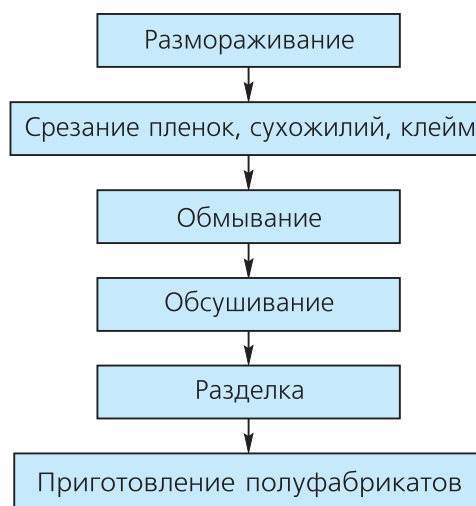 Размораживание
Срезание пленок, сухожилий, клейм
Обмывание
Обсушивание
Разделка
Приготовление полуфабрикатов